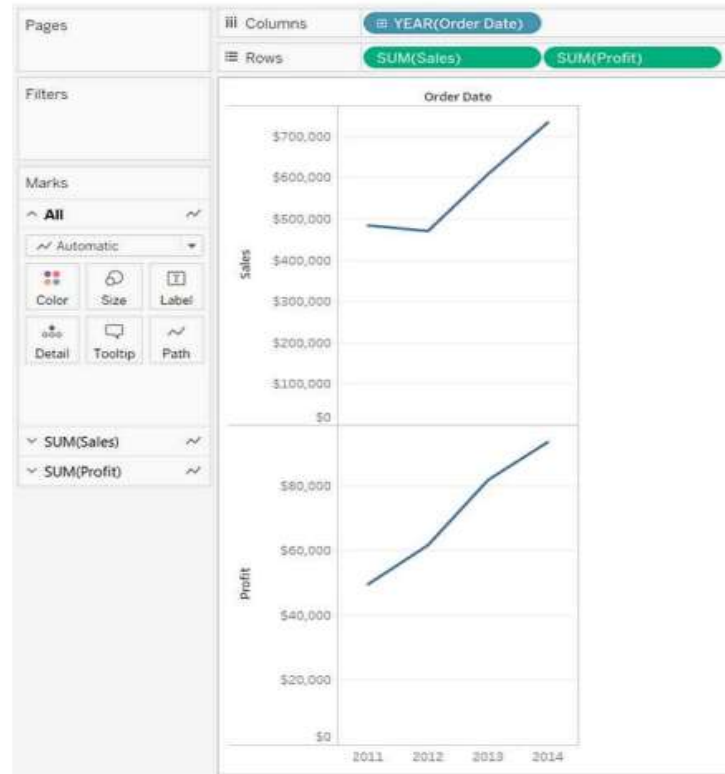 Pages
Columns
YEAR(Order Date)
Rows
SUM(Sales)
SUM(Profit)
Filters
Marks
All
Automatic
Color
Size
Label
Detail
Tooltip
Path
SUM(Sales)
SUM(Profit)
Order Date
Sales
$700,000
$600,000
$500,000
$400,000
$300,000
$200,000
$100,000
$0
Profit
$80,000
$60,000
$40,000
$20,000
$0
2011 2012 2013 2014